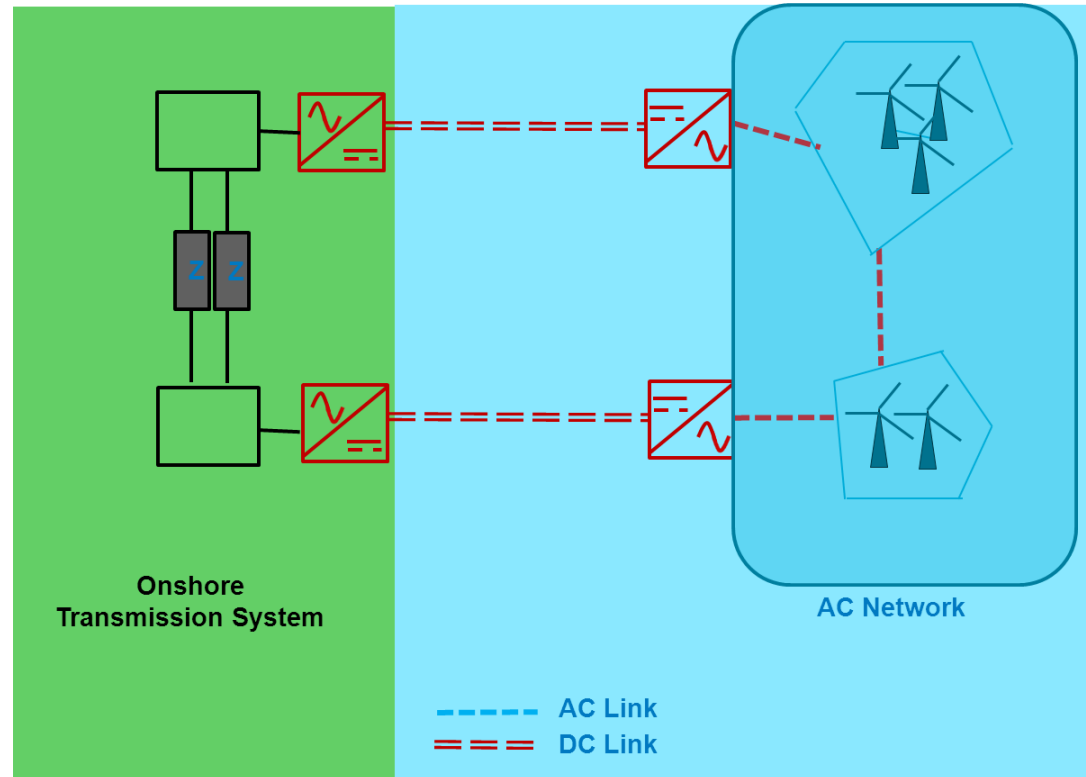 Z Z
Onshore
Transmission System
AC Network
AC Link
DC Link